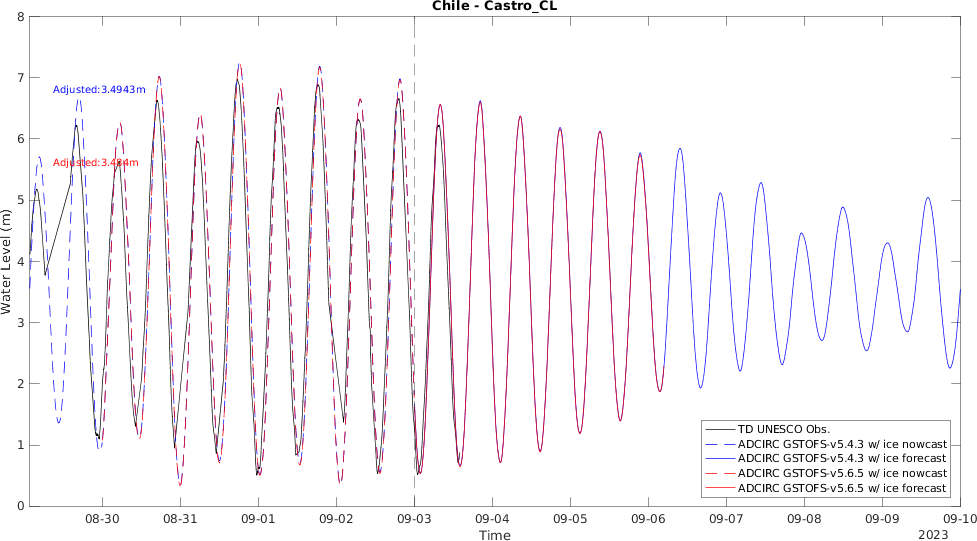 Chile - Castro_CL
8
7
6
5
4
3
2
1
0
Water Level (m)
Adjusted:3.4943m
Adjusted:3.484m
TD UNESCO Obs.
ADCIRC GSTOFS-v5.4.3 w/ ice nowcast
ADCIRC GSTOFS-v5.4.3 w/ ice forecast
ADCIRC GSTOFS-v5.6.5 w/ ice nowcast
ADCIRC GSTOFS-v5.6.5 w/ ice forecast
08-30 08-31 09-01 09-02 09-03 09-04 09-05 09-06 09-07 09-08 09-09 09-10
Time
2023